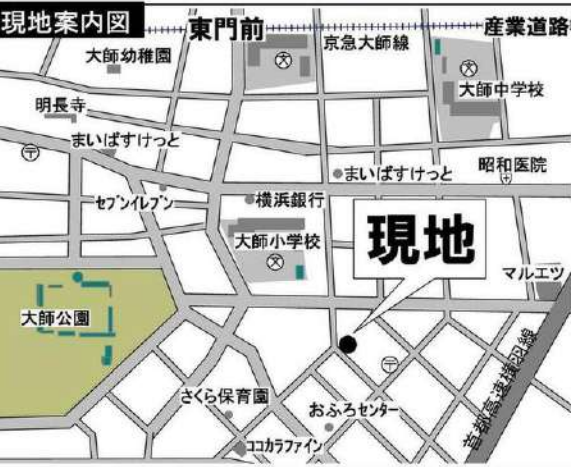 現地案内図
東門前
京急大師線
産業道路
大師幼稚園
大師中学校
明長寺
まいばすけっと
まいばすけっと
昭和医院
セブンイレブン
横浜銀行
大師小学校
現地
マルエツ
大師公園
首都高速横羽線
さくら保育園
おふろセンター
ココカラファイン